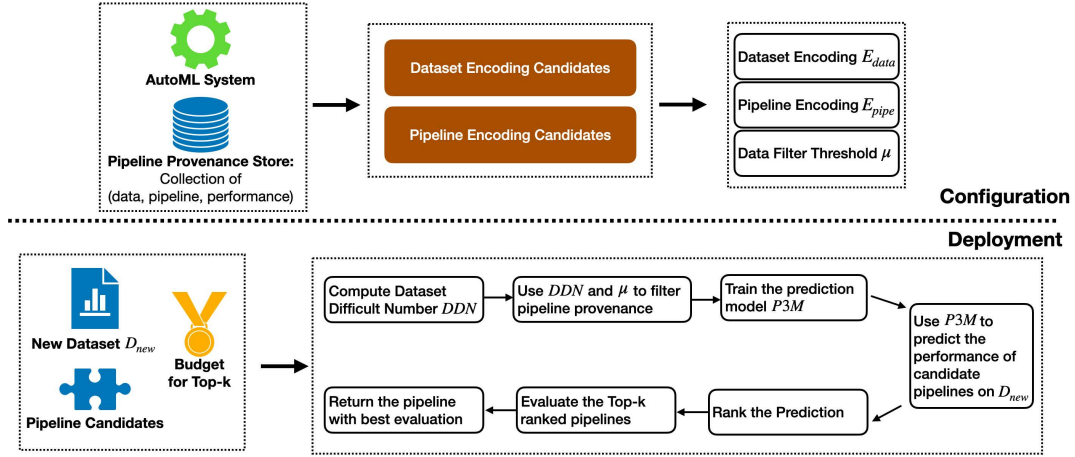 AutoML System
Pipeline Provenance Store:
Collection of
(data, pipeline, performance)
Dataset Encoding Candidates
Pipeline Encoding Candidates
Dataset Encoding E_data
Pipeline Encoding E_pipe
Data Filter Threshold μ
Configuration
Deployment
New Dataset D_new
Budget
for Top-k
Pipeline Candidates
Compute Dataset
Difficult Number DDN
Use DDN and μ to filter
pipeline provenance
Train the prediction
model P3M
Use P3M to
predict the
performance of
candidate
pipelines on D_new
Rank the Prediction
Evaluate the Top-k
ranked pipelines
Return the pipeline
with best evaluation